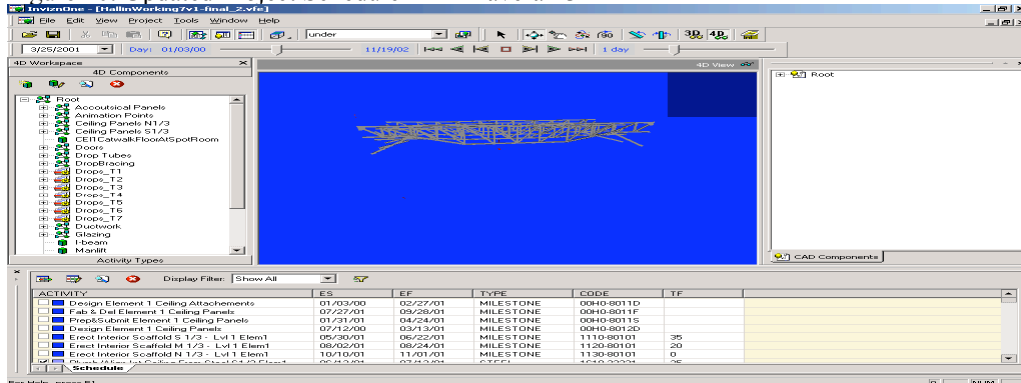 InviznOne - [HallinWorking7v1-final_2.vfe]
File Edit View Project Tools Window Help
under
3D 4D
3/25/2001 Day: 01/03/00 11/19/02 1 day
4D Workspace
4D Components
4D View
Root
Accoutsical Panels
Animation Points
Ceiling Panels N1/3
Ceiling Panels S1/3
CEI1CatwalkFloorAtSpotRoom
Doors
Drop Tubes
DropBracing
Drops_T1
Drops_T2
Drops_T3
Drops_T4
Drops_T5
Drops_T6
Drops_T7
Ductwork
Glazing
I-beam
Manlift
Activity Types
Root
CAD Components
Display Filter: Show All
ACTIVITY ES EF TYPE CODE TF
Design Element 1 Ceiling Attachements 01/03/00 02/27/01 MILESTONE 00H0-8011D
Fab & Del Element 1 Ceiling Panels 07/27/01 09/28/01 MILESTONE 00H0-8011F
Prep&Submit Element 1 Ceiling Panels 01/31/01 04/24/01 MILESTONE 00H0-8011S
Design Element 1 Ceiling Panels 07/12/00 03/13/01 MILESTONE 00H0-8012D
Erect Interior Scaffold S 1/3 - Lvl 1 Elem1 05/30/01 06/22/01 MILESTONE 1110-80101 35
Erect Interior Scaffold M 1/3 - Lvl 1 Elem1 08/02/01 08/24/01 MILESTONE 1120-80101 20
Erect Interior Scaffold N 1/3 - Lvl 1 Elem1 10/10/01 11/01/01 MILESTONE 1130-80101 0
Schedule
For Help, press F1 NUM